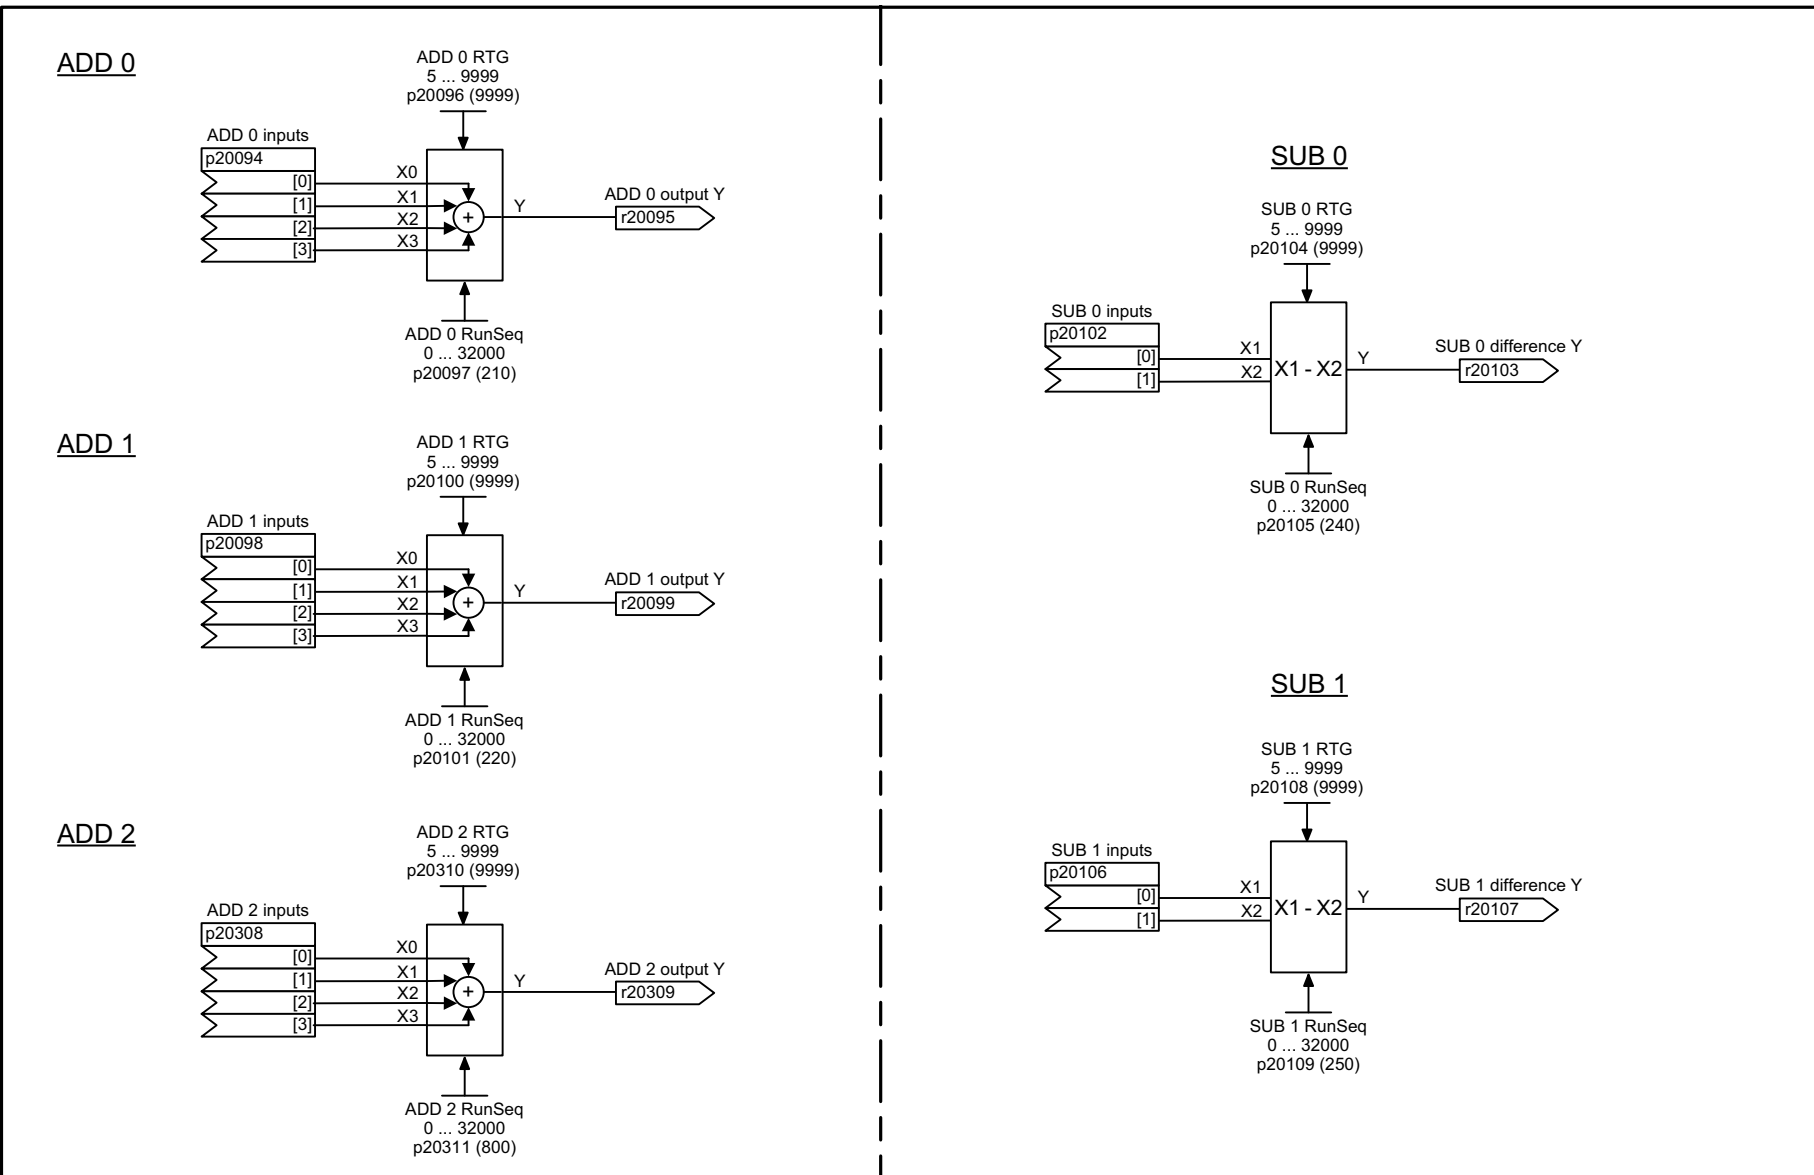 ADD 0
ADD 0 RTG
5 ... 9999
p20096 (9999)
ADD 0 inputs
p20094
[0]
[1]
[2]
[3]
X0
X1
X2
X3
+
Y
ADD 0 output Y
r20095
ADD 0 RunSeq
0 ... 32000
p20097 (210)
ADD 1
ADD 1 RTG
5 ... 9999
p20100 (9999)
ADD 1 inputs
p20098
[0]
[1]
[2]
[3]
X0
X1
X2
X3
+
Y
ADD 1 output Y
r20099
ADD 1 RunSeq
0 ... 32000
p20101 (220)
ADD 2
ADD 2 RTG
5 ... 9999
p20310 (9999)
ADD 2 inputs
p20308
[0]
[1]
[2]
[3]
X0
X1
X2
X3
+
Y
ADD 2 output Y
r20309
ADD 2 RunSeq
0 ... 32000
p20311 (800)
SUB 0
SUB 0 RTG
5 ... 9999
p20104 (9999)
SUB 0 inputs
p20102
[0]
[1]
X1
X2
X1 - X2
Y
SUB 0 difference Y
r20103
SUB 0 RunSeq
0 ... 32000
p20105 (240)
SUB 1
SUB 1 RTG
5 ... 9999
p20108 (9999)
SUB 1 inputs
p20106
[0]
[1]
X1
X2
X1 - X2
Y
SUB 1 difference Y
r20107
SUB 1 RunSeq
0 ... 32000
p20109 (250)